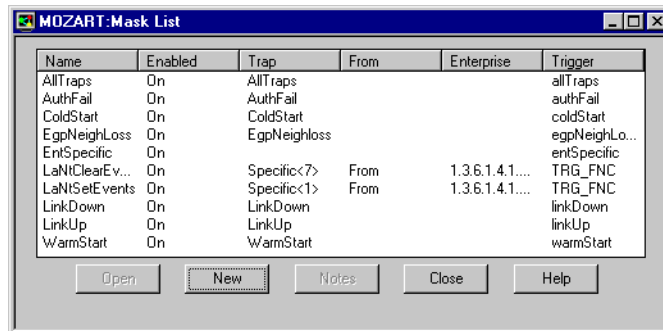 MOZART:Mask List
Name Enabled Trap From Enterprise Trigger
AllTraps On AllTraps allTraps
AuthFail On AuthFail authFail
ColdStart On ColdStart coldStart
EgpNeighLoss On EgpNeighloss egpNeighLo...
EntSpecific On entSpecific
LaNtClearEv... On Specific<7> From 1.3.6.1.4.1.... TRG_FNC
LaNtSetEvents On Specific<1> From 1.3.6.1.4.1.... TRG_FNC
LinkDown On LinkDown linkDown
LinkUp On LinkUp linkUp
WarmStart On WarmStart warmStart
Open New Notes Close Help